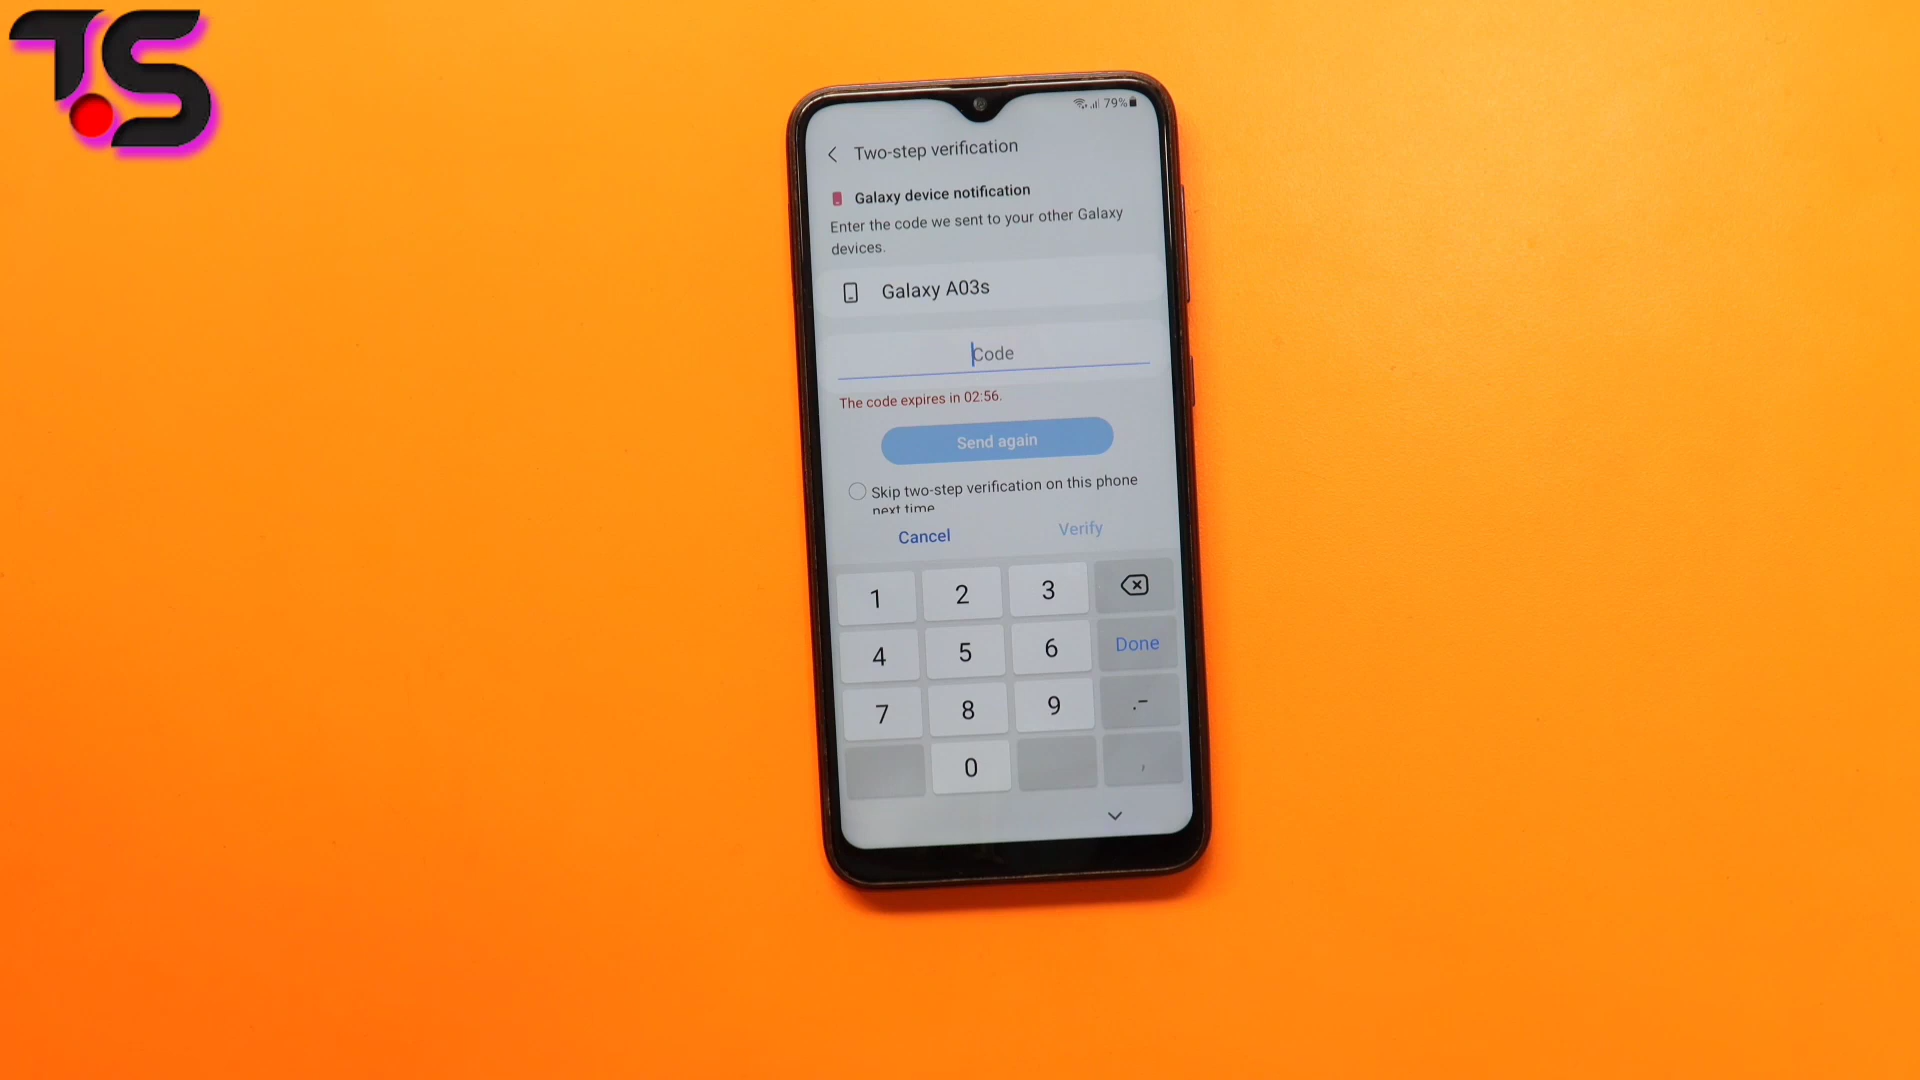 TS
79%
Two-step verification
Galaxy device notification
Enter the code we sent to your other Galaxy
devices.
Galaxy A03s
Code
The code expires in 02:56.
Send again
Skip two-step verification on this phone
next time
Cancel
Verify
1 2 3
4 5 6 Done
7 8 9 .-
0 ,